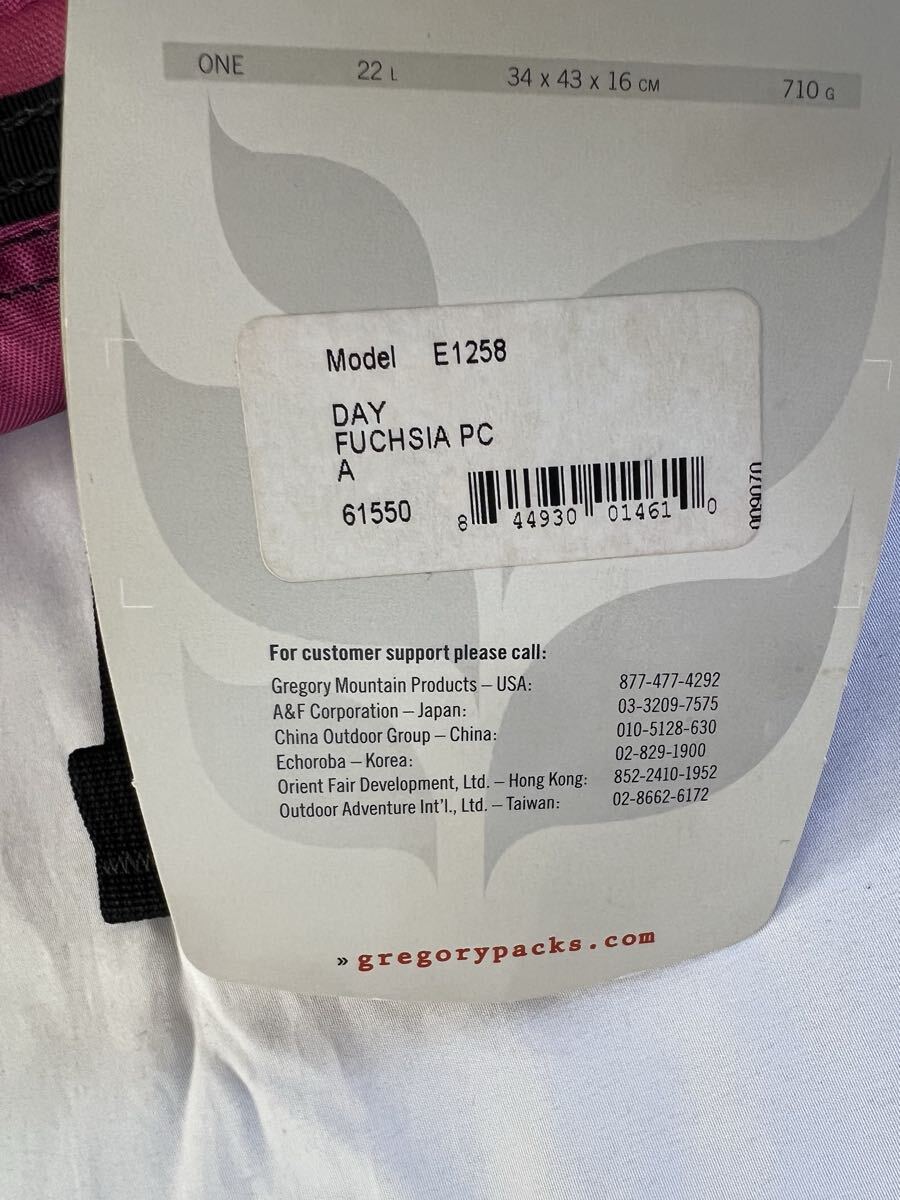 ONE 22 L 34 x 43 x 16 CM 710 G
Model E1258
DAY
FUCHSIA PC
A
61550
8 44930 01461 0
For customer support please call:
Gregory Mountain Products – USA: 877-477-4292
A&F Corporation – Japan: 03-3209-7575
China Outdoor Group – China: 010-5128-630
Echoroba – Korea: 02-829-1900
Orient Fair Development, Ltd. – Hong Kong: 852-2410-1952
Outdoor Adventure Int'l., Ltd. – Taiwan: 02-8662-6172
» gregorypacks.com